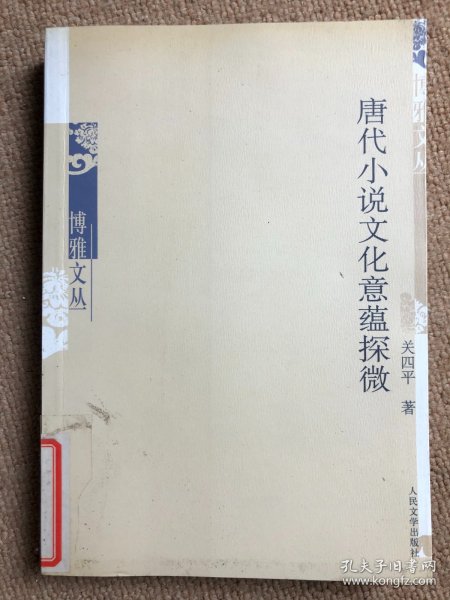 博雅文丛
唐代小说文化意蕴探微
关四平 著
人民文学出版社
博雅文丛
孔夫子旧书网
www.kongfz.com